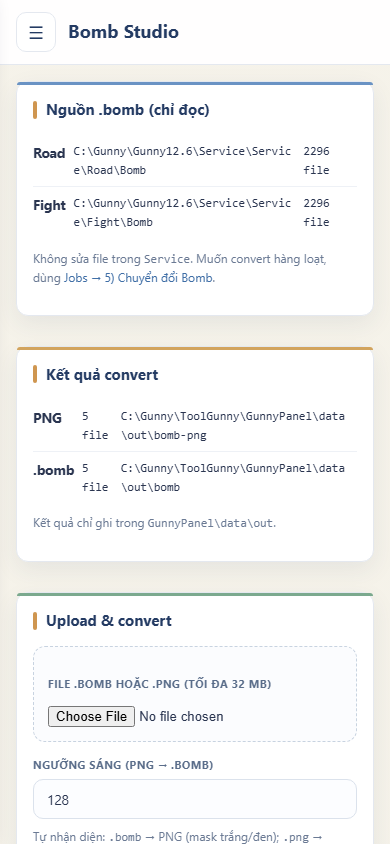 ☰ Bomb Studio
Nguồn .bomb (chỉ đọc)
Road C:\Gunny\Gunny12.6\Service\Servic 2296
e\Road\Bomb file
Fight C:\Gunny\Gunny12.6\Service\Servic 2296
e\Fight\Bomb file
Không sửa file trong Service. Muốn convert hàng loạt,
dùng Jobs → 5) Chuyển đổi Bomb.
Kết quả convert
PNG 5 C:\Gunny\ToolGunny\GunnyPanel\data
file \out\bomb-png
.bomb 5 C:\Gunny\ToolGunny\GunnyPanel\data
file \out\bomb
Kết quả chỉ ghi trong GunnyPanel\data\out.
Upload & convert
FILE .BOMB HOẶC .PNG (TỐI ĐA 32 MB)
Choose File No file chosen
NGƯỠNG SÁNG (PNG → .BOMB)
128
Tự nhận diện: .bomb → PNG (mask trắng/đen); .png →